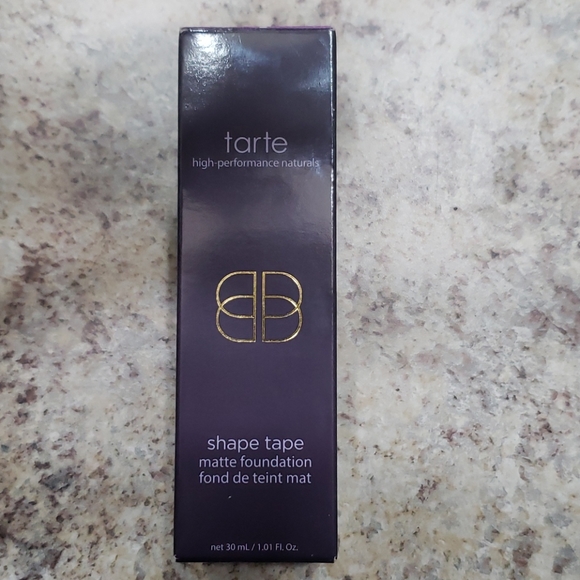 tarte
high-performance naturals
shape tape
matte foundation
fond de teint mat
net 30 mL / 1.01 Fl. Oz.